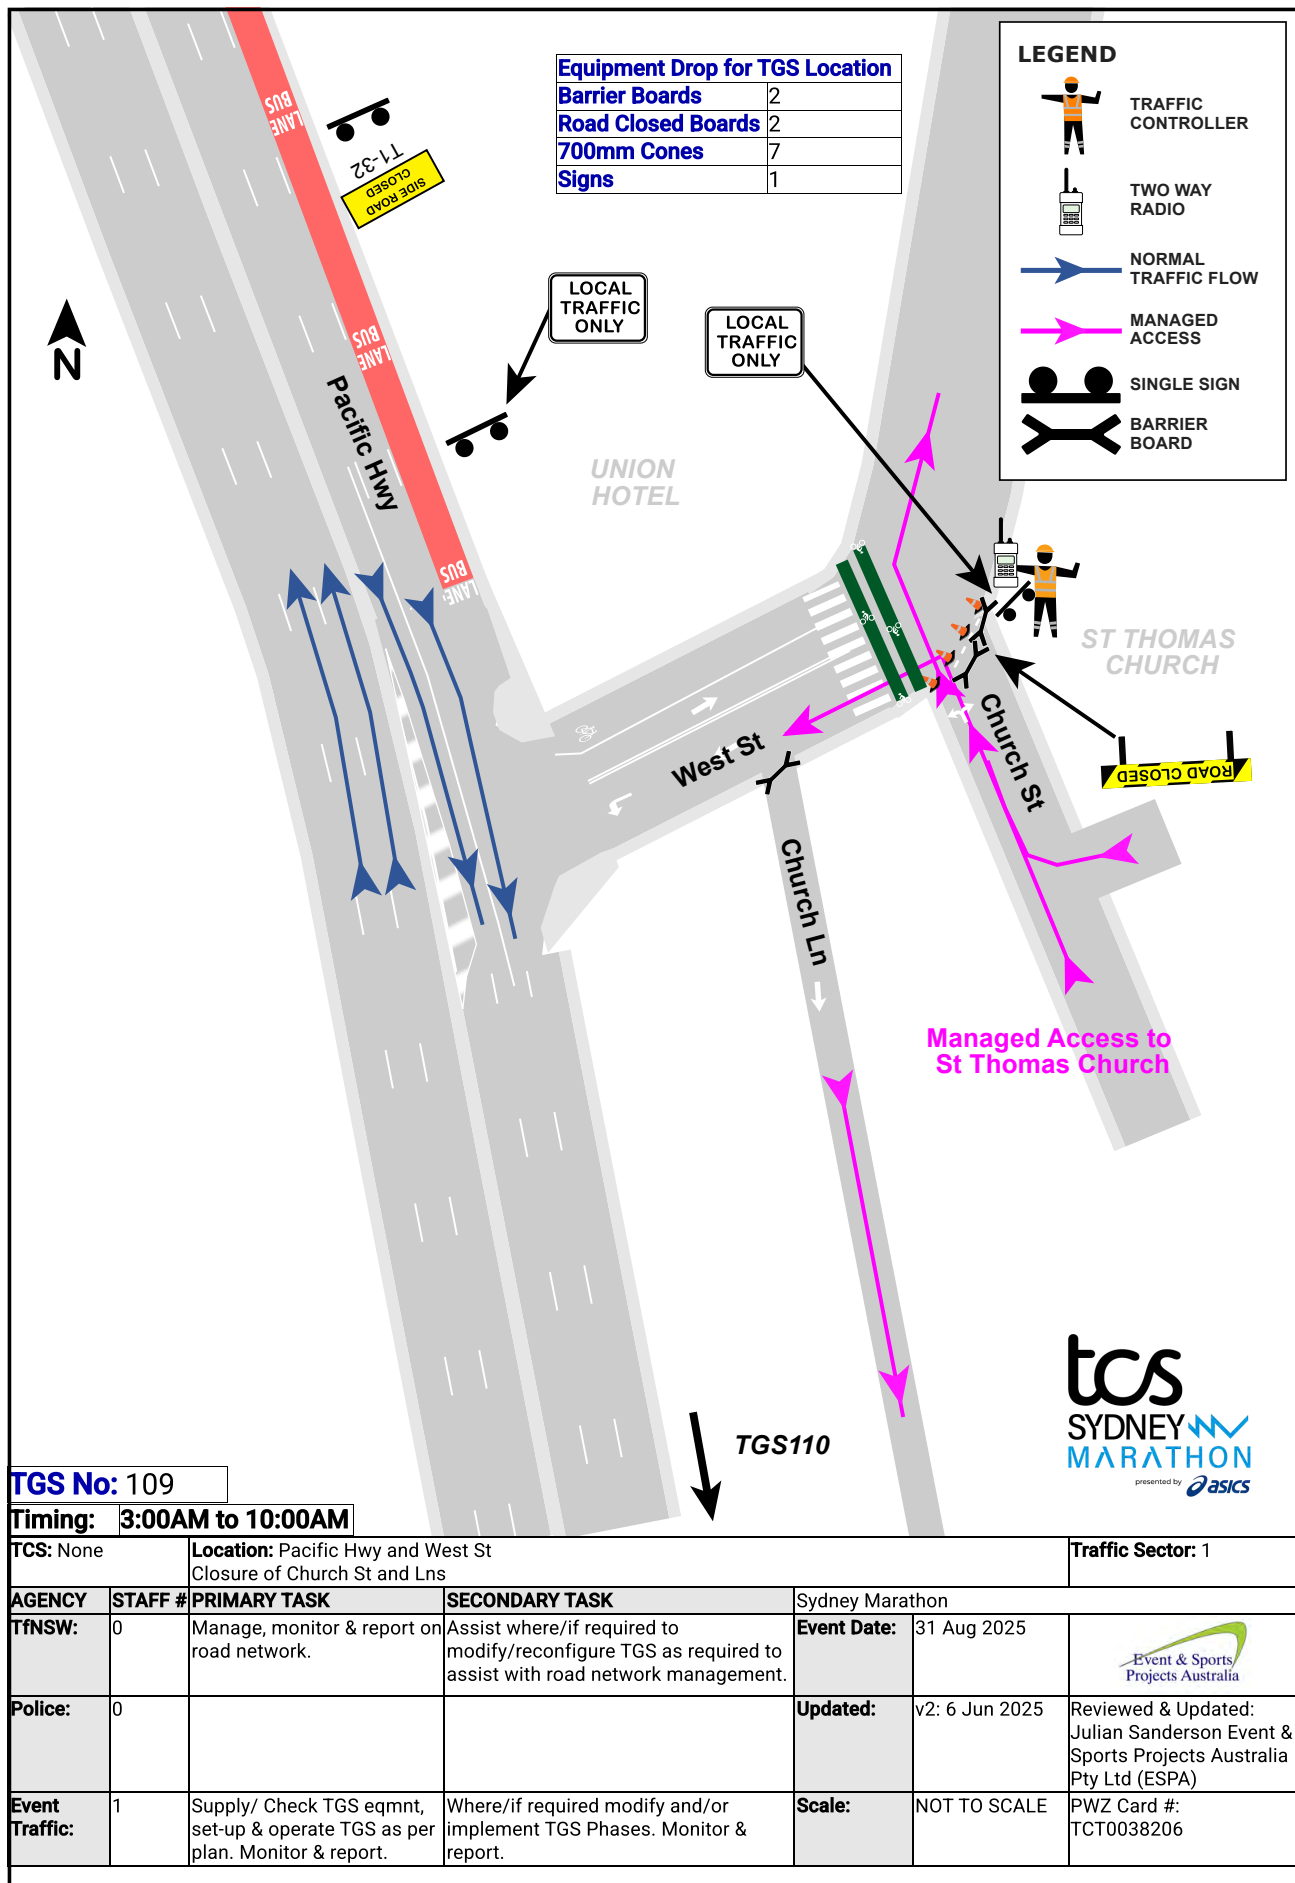 Equipment Drop for TGS Location
Barrier Boards 2
Road Closed Boards 2
700mm Cones 7
Signs 1
LEGEND
TRAFFIC
CONTROLLER
TWO WAY
RADIO
NORMAL
TRAFFIC FLOW
MANAGED
ACCESS
SINGLE SIGN
BARRIER
BOARD
BUS
LANE
T1-32
SIDE ROAD
CLOSED
LOCAL
TRAFFIC
ONLY
LOCAL
TRAFFIC
ONLY
N
BUS
LANE
Pacific Hwy
UNION
HOTEL
BUS
LANE
ST THOMAS
CHURCH
West St
Church St
ROAD CLOSED
Church Ln
Managed Access to
St Thomas Church
tcs
SYDNEY
MARATHON
presented by asics
TGS110
TGS No: 109
Timing: 3:00AM to 10:00AM
TCS: None
Location: Pacific Hwy and West St
Closure of Church St and Lns
Traffic Sector: 1
AGENCY STAFF # PRIMARY TASK SECONDARY TASK Sydney Marathon
TfNSW: 0
Manage, monitor & report on
road network.
Assist where/if required to
modify/reconfigure TGS as required to
assist with road network management.
Event Date: 31 Aug 2025
Event & Sports
Projects Australia
Police: 0
Updated: v2: 6 Jun 2025
Reviewed & Updated:
Julian Sanderson Event &
Sports Projects Australia
Pty Ltd (ESPA)
Event
Traffic:
1
Supply/ Check TGS eqmnt,
set-up & operate TGS as per
plan. Monitor & report.
Where/if required modify and/or
implement TGS Phases. Monitor &
report.
Scale: NOT TO SCALE
PWZ Card #:
TCT0038206